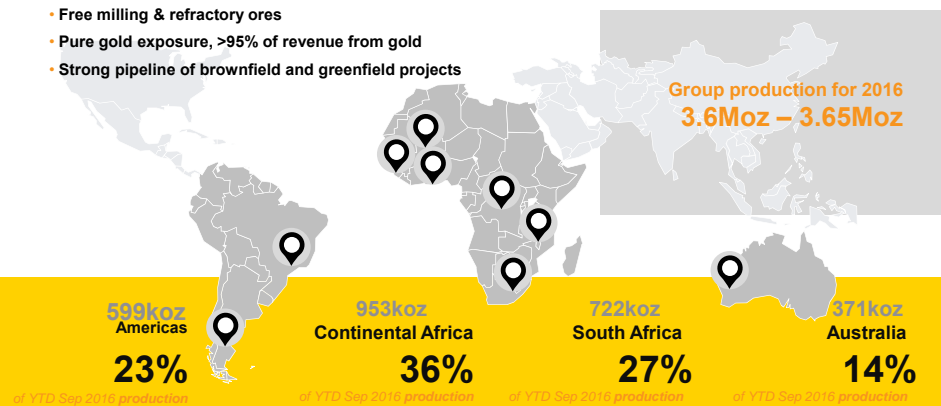 • Free milling & refractory ores
• Pure gold exposure, >95% of revenue from gold
• Strong pipeline of brownfield and greenfield projects
Group production for 2016
3.6Moz – 3.65Moz
599koz
Americas
23%
of YTD Sep 2016 production
953koz
Continental Africa
36%
of YTD Sep 2016 production
722koz
South Africa
27%
of YTD Sep 2016 production
371koz
Australia
14%
of YTD Sep 2016 production